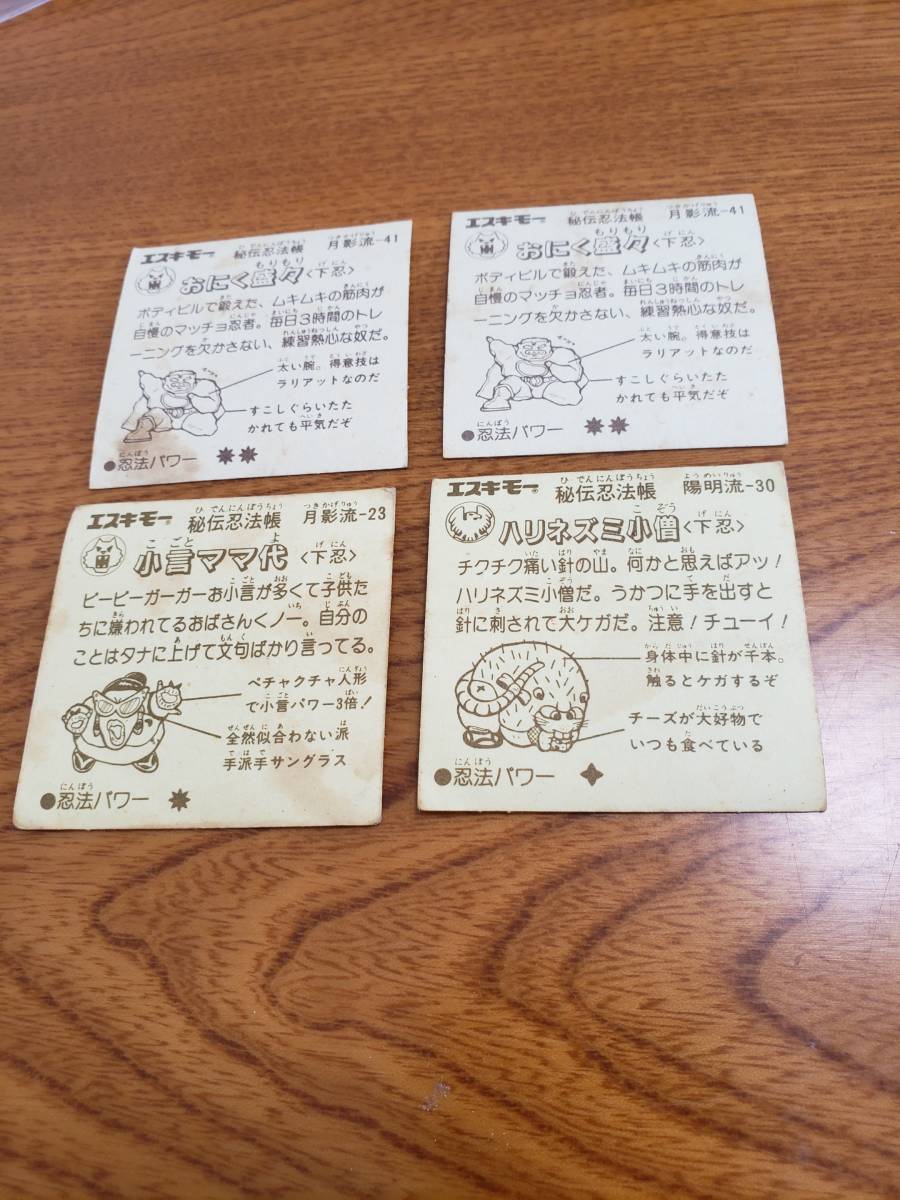 エスキモー 秘伝忍法帳 月影流-41
おにく盛々〈下忍〉
ボディビルで鍛えた、ムキムキの筋肉が
自慢のマッチョ忍者。毎日3時間のトレ
ーニングを欠かさない、練習熱心な奴だ。
太い腕。得意技は
ラリアットなのだ
すこしぐらいたた
かれても平気だぞ
●忍法パワー
エスキモー 秘伝忍法帳 月影流-41
おにく盛々〈下忍〉
ボディビルで鍛えた、ムキムキの筋肉が
自慢のマッチョ忍者。毎日3時間のトレ
ーニングを欠かさない、練習熱心な奴だ。
太い腕。得意技は
ラリアットなのだ
すこしぐらいたた
かれても平気だぞ
●忍法パワー
エスキモー 秘伝忍法帳 月影流-23
小言ママ代〈下忍〉
ピーピーガーガーお小言が多くて子供た
ちに嫌われてるおばさんくノー。自分の
ことはタナに上げて文句ばかり言ってる。
ペチャクチャ人形
で小言パワー3倍!
全然似合わない派
手派手サングラス
●忍法パワー
エスキモー 秘伝忍法帳 陽明流-30
ハリネズミ小僧〈下忍〉
チクチク痛い針の山。何かと思えばアッ!
ハリネズミ小僧だ。うかつに手を出すと
針に刺されて大ケガだ。注意!チューイ!
身体中に針が千本。
触るとケガするぞ
チーズが大好物で
いつも食べている
●忍法パワー